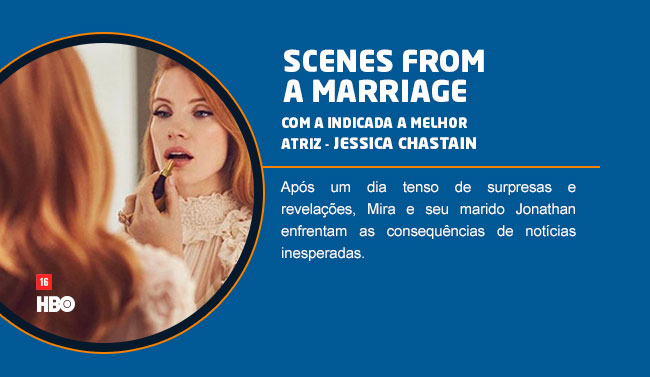 SCENES FROM
A MARRIAGE
COM A INDICADA A MELHOR
ATRIZ - JESSICA CHASTAIN
Após um dia tenso de surpresas e
revelações, Mira e seu marido Jonathan
enfrentam as consequências de notícias
inesperadas.
16
HBO